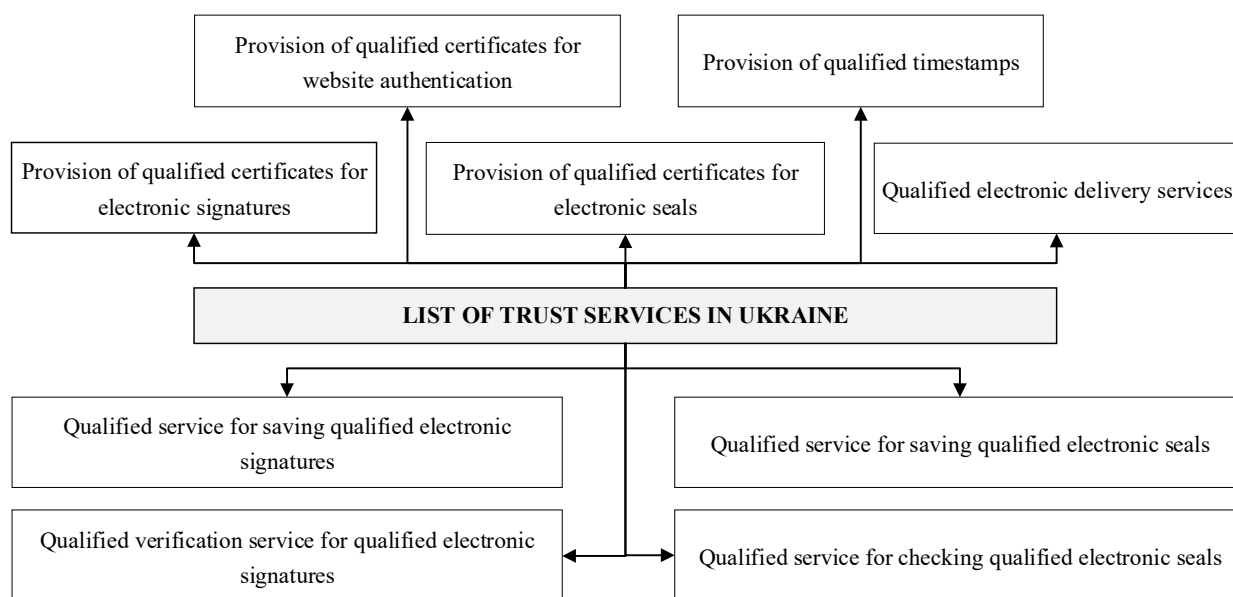 Provision of qualified certificates for
website authentication
Provision of qualified timestamps
Provision of qualified certificates for
electronic signatures
Provision of qualified certificates for
electronic seals
Qualified electronic delivery services
LIST OF TRUST SERVICES IN UKRAINE
Qualified service for saving qualified electronic
signatures
Qualified service for saving qualified electronic seals
Qualified verification service for qualified electronic
signatures
Qualified service for checking qualified electronic seals